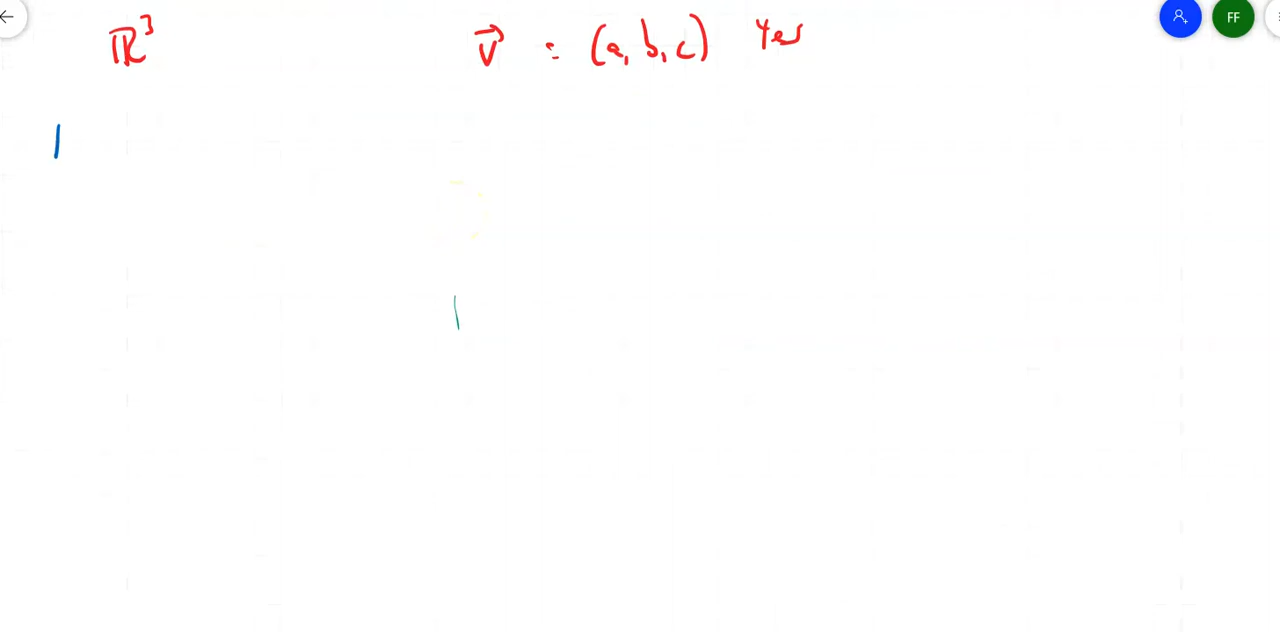 ℝ³ v⃗ = (a, b, c) Yes
FF